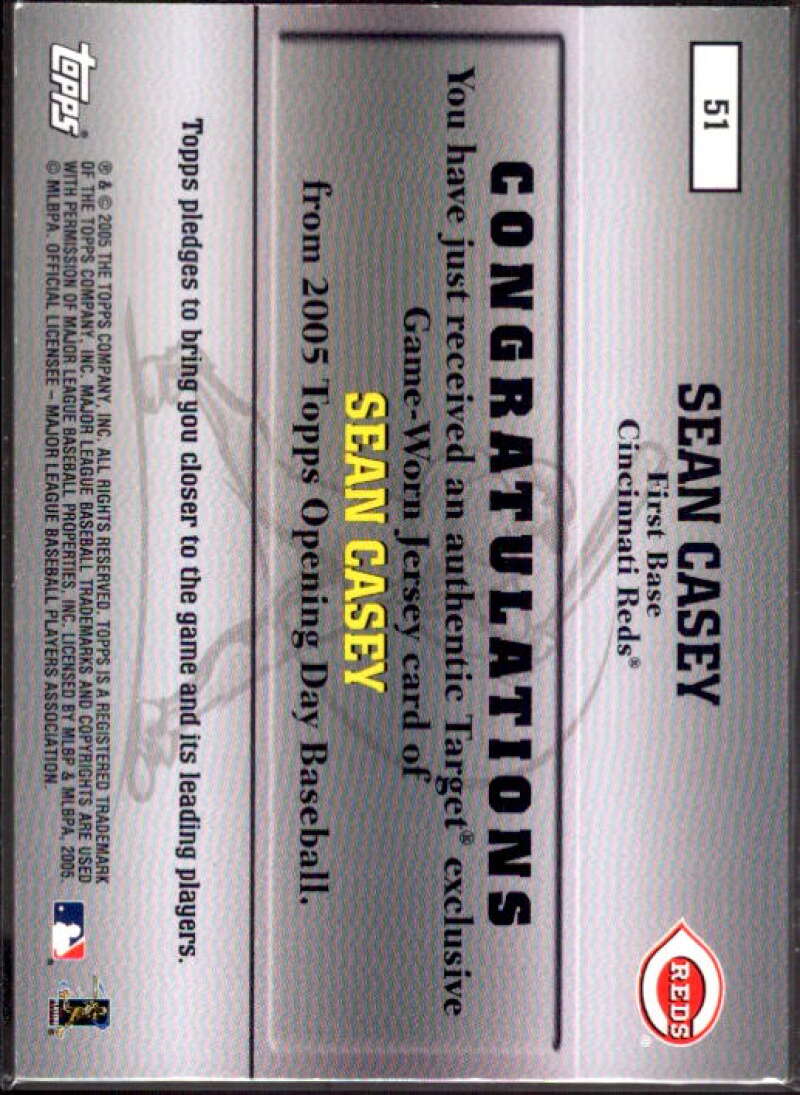 51
SEAN CASEY
First Base
Cincinnati Reds®
REDS®
CONGRATULATIONS
You have just received an authentic Target® exclusive
Game-Worn Jersey card of
SEAN CASEY
from 2005 Topps Opening Day Baseball.
Topps pledges to bring you closer to the game and its leading players.
topps®
® & © 2005 THE TOPPS COMPANY, INC. ALL RIGHTS RESERVED. TOPPS IS A REGISTERED TRADEMARK
OF THE TOPPS COMPANY, INC. MAJOR LEAGUE BASEBALL TRADEMARKS AND COPYRIGHTS ARE USED
WITH PERMISSION OF MAJOR LEAGUE BASEBALL PROPERTIES, INC. LICENSED BY MLBP & MLBPA, 2005.
© MLBPA. OFFICIAL LICENSEE – MAJOR LEAGUE BASEBALL PLAYERS ASSOCIATION.